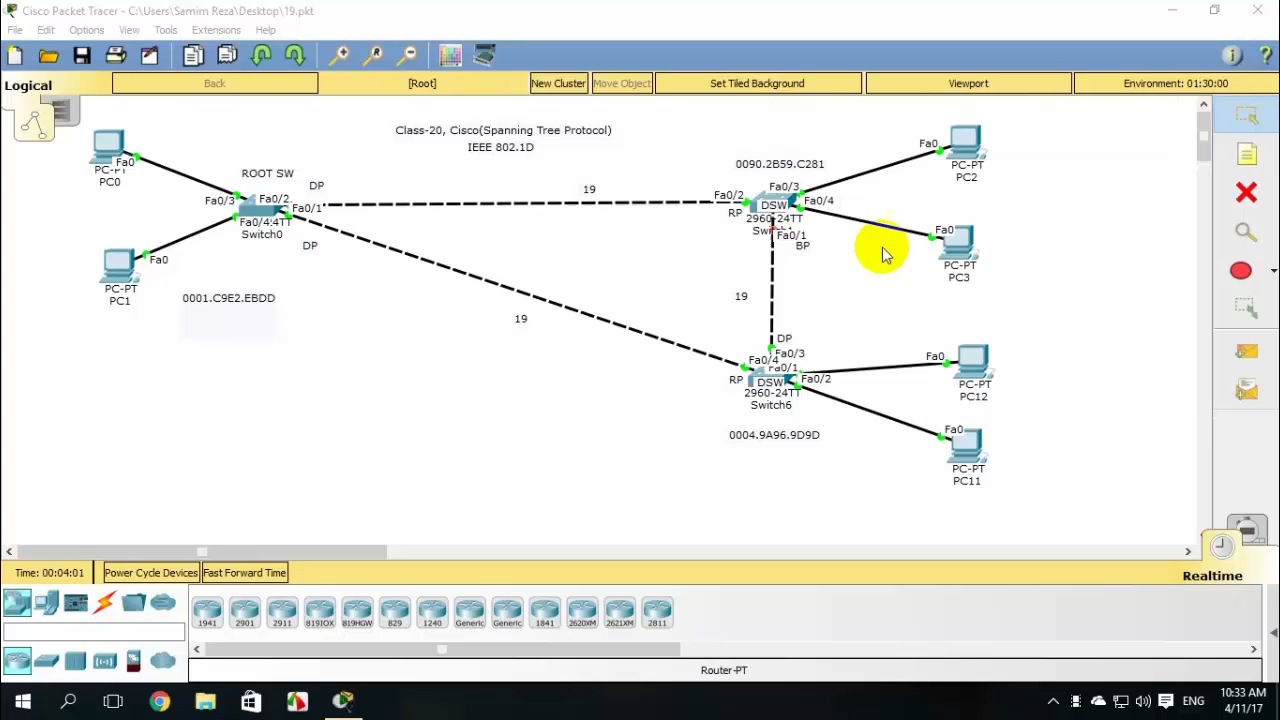 Cisco Packet Tracer - C:\Users\Samim Reza\Desktop\19.pkt
File Edit Options View Tools Extensions Help
Logical
Back
[Root]
New Cluster
Move Object
Set Tiled Background
Viewport
Environment: 01:30:00
Class-20, Cisco(Spanning Tree Protocol)
IEEE 802.1D
Fa0
PC-PT
PC0
ROOT SW
DP
Fa0/3
Fa0/2
Fa0/1
Fa0/4
Switch0
DP
Fa0
PC-PT
PC1
0001.C9E2.EBDD
19
0090.2B59.C281
Fa0/2
Fa0/3
DSW
Fa0/4
RP
2960-24TT
Fa0/1
BP
Fa0
PC-PT
PC2
Fa0
PC-PT
PC3
19
19
DP
Fa0/3
Fa0/4
Fa0/1
RP
DSW
Fa0/2
2960-24TT
Switch6
0004.9A96.9D9D
Fa0
PC-PT
PC12
Fa0
PC-PT
PC11
Time: 00:04:01
Power Cycle Devices
Fast Forward Time
Realtime
1941 2901 2911 819IOX 819HGW 829 1240 Generic Generic 1841 2620XM 2621XM 2811
Router-PT
ENG
10:33 AM
4/11/17